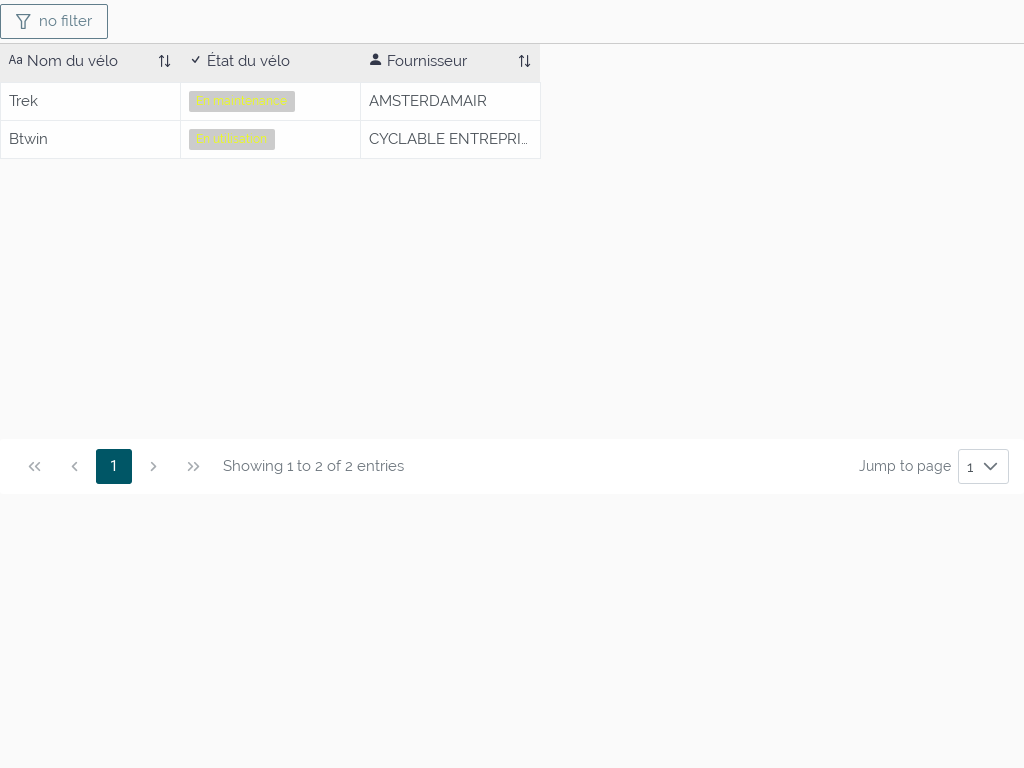 no filter
Aa Nom du vélo
État du vélo
Fournisseur
Trek
En maintenance
AMSTERDAMAIR
Btwin
En utilisation
CYCLABLE ENTREPRI...
1
Showing 1 to 2 of 2 entries
Jump to page
1